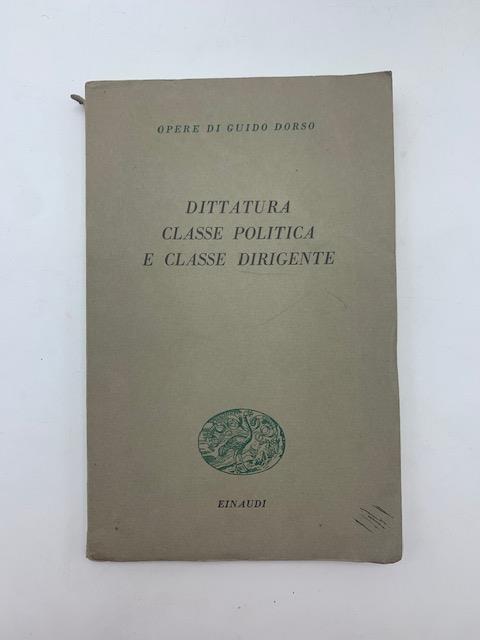 OPERE DI GUIDO DORSO
DITTATURA
CLASSE POLITICA
E CLASSE DIRIGENTE
EINAUDI